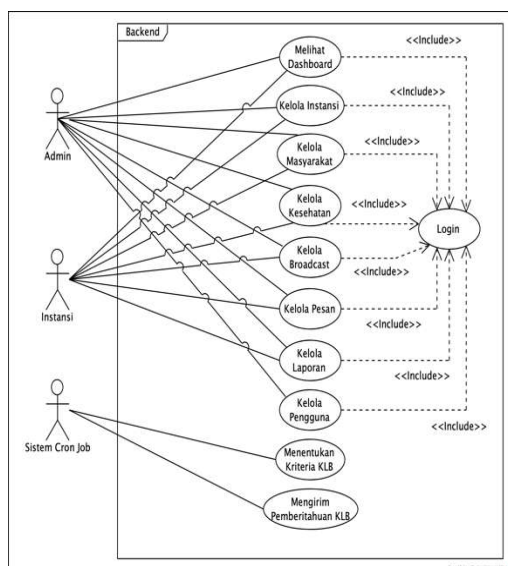 Backend
Melihat
Dashboard
<<Include>>
Kelola Instansi
<<Include>>
Admin
Kelola
Masyarakat
<<Include>>
Kelola
Kesehatan
<<Include>>
Login
Kelola
Broadcast
<<Include>>
Instansi
Kelola Pesan
<<Include>>
Kelola
Laporan
<<Include>>
Kelola
Pengguna
<<Include>>
Sistem Cron Job
Menentukan
Kriteria KLB
Mengirim
Pemberitahuan KLB